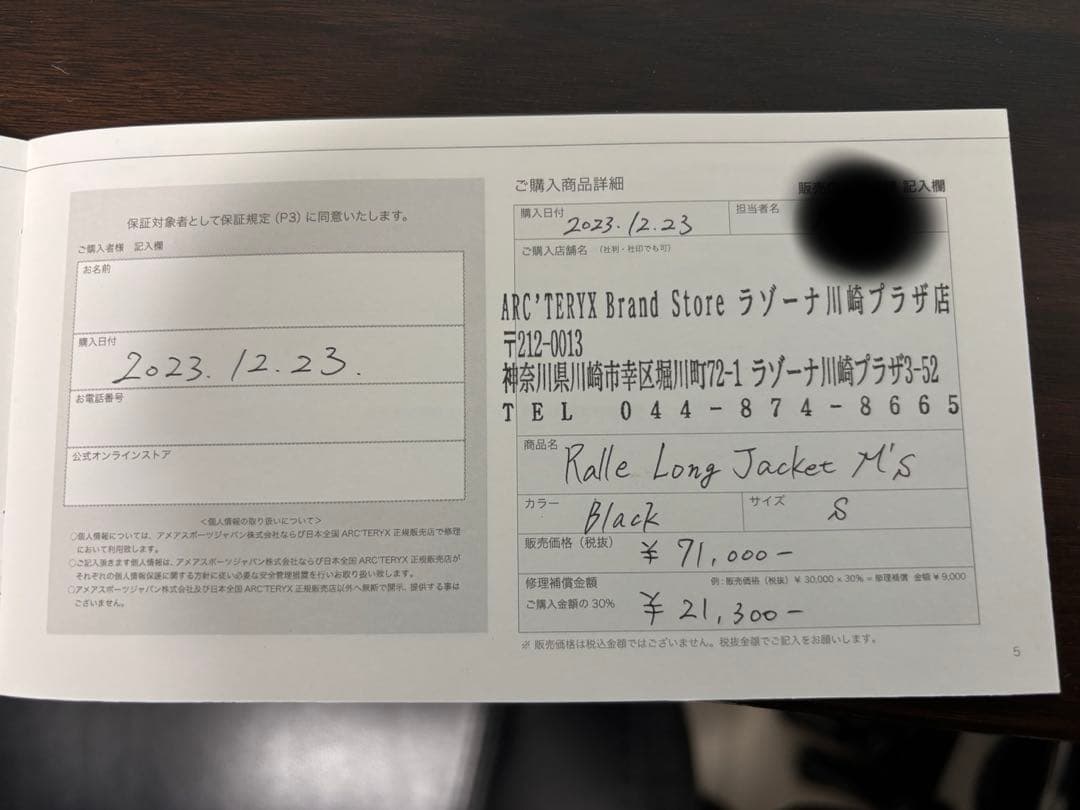 保証対象者として保証規定（P3）に同意いたします。
ご購入者様 記入欄
お名前
購入日付
2023.12.23.
お電話番号
公式オンラインストア
＜個人情報の取り扱いについて＞
○個人情報については、アメアスポーツジャパン株式会社ならび日本全国 ARC'TERYX 正規販売店で修理
において利用致します。
○ご記入頂きます個人情報は、アメアスポーツジャパン株式会社ならび日本全国 ARC'TERYX 正規販売店が
それぞれの個人情報保護に関する方針に従い必要な安全管理措置を行いお取り扱い致します。
○アメアスポーツジャパン株式会社及び日本全国 ARC'TERYX 正規販売店以外へ無断で開示、提供する事は
ございません。
ご購入商品詳細
販売 記入欄
購入日付
2023.12.23
担当者名
ご購入店舗名 （社判・社印でも可）
ARC'TERYX Brand Store ラゾーナ川崎プラザ店
〒212-0013
神奈川県川崎市幸区堀川町72-1 ラゾーナ川崎プラザ3-52
TEL 044-874-8665
商品名
Ralle Long Jacket M's
カラー
Black
サイズ
S
販売価格（税抜）
¥ 71,000-
修理補償金額
例：販売価格（税抜）¥ 30,000 x 30% = 修理補償 金額 ¥ 9,000
ご購入金額の 30%
¥ 21,300-
※ 販売価格は税込金額ではございません。税抜金額でご記入をお願いします。
5